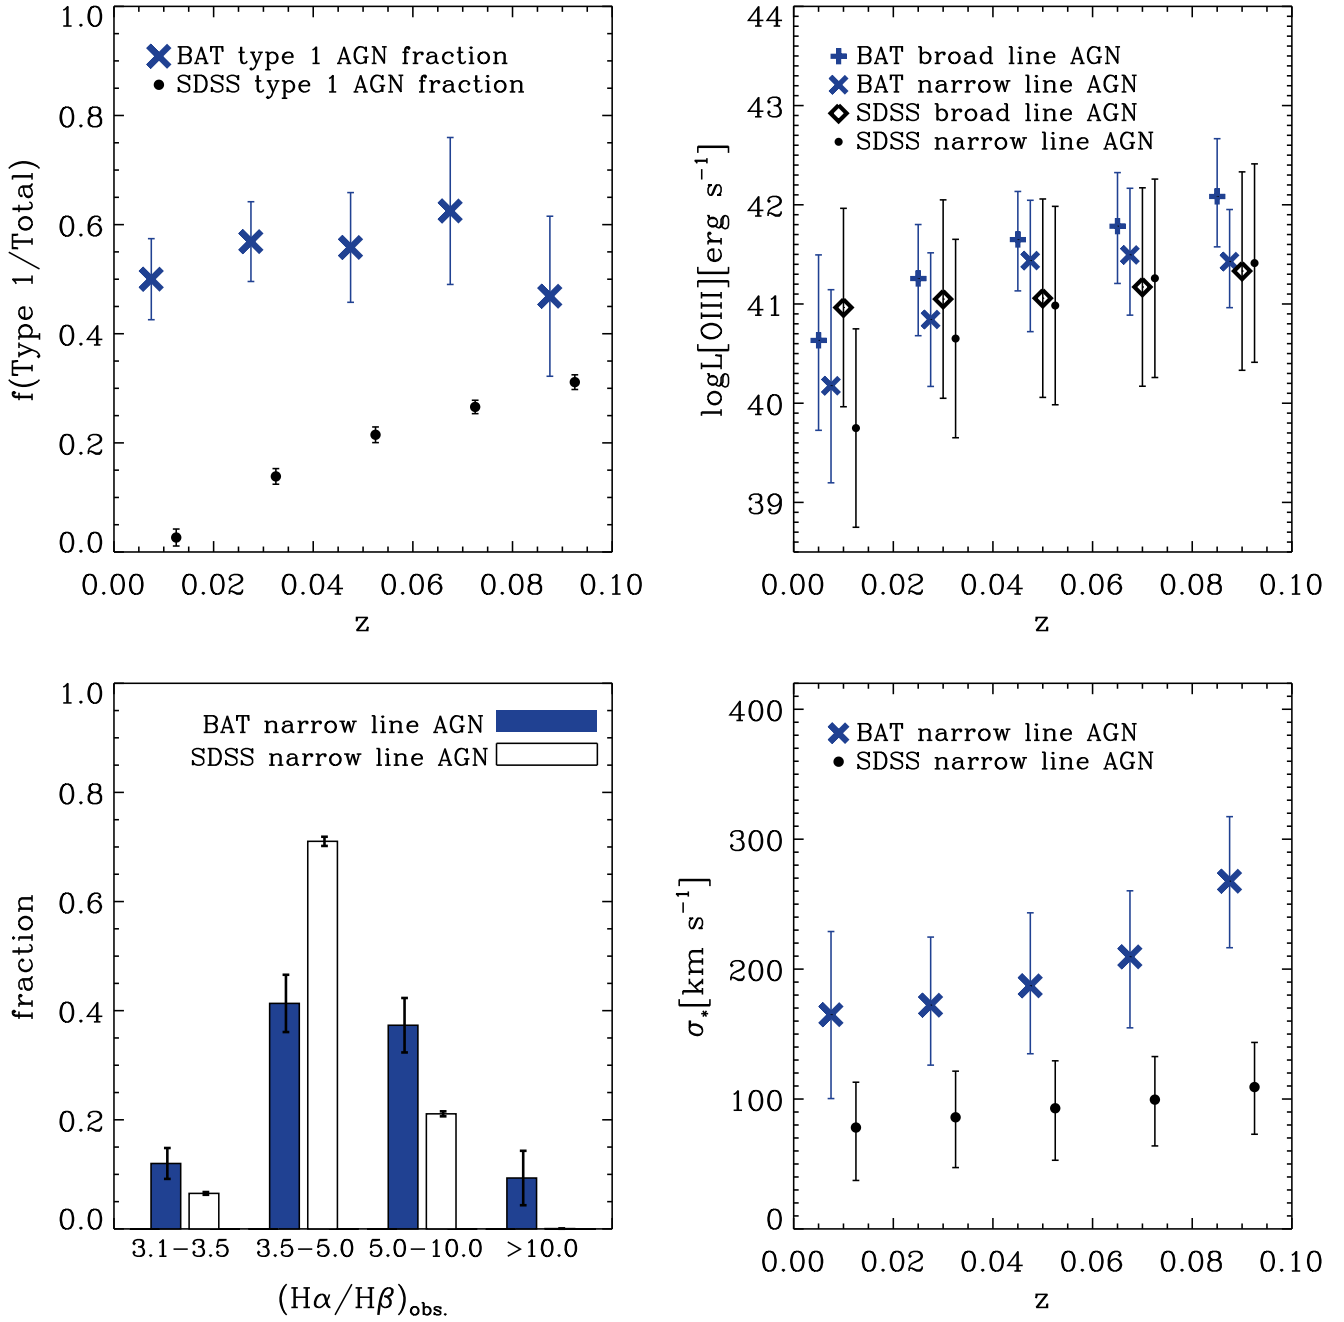 1.0
0.8
0.6
0.4
0.2
0.0
f(Type 1/Total)
BAT type 1 AGN fraction
SDSS type 1 AGN fraction
0.00 0.02 0.04 0.06 0.08 0.10
z
44
43
42
41
40
39
logL[OIII][erg s⁻¹]
BAT broad line AGN
BAT narrow line AGN
SDSS broad line AGN
SDSS narrow line AGN
0.00 0.02 0.04 0.06 0.08 0.10
z
1.0
0.8
0.6
0.4
0.2
0.0
fraction
BAT narrow line AGN
SDSS narrow line AGN
3.1−3.5 3.5−5.0 5.0−10.0 >10.0
(Hα/Hβ)obs.
400
300
200
100
0
σ*[km s⁻¹]
BAT narrow line AGN
SDSS narrow line AGN
0.00 0.02 0.04 0.06 0.08 0.10
z